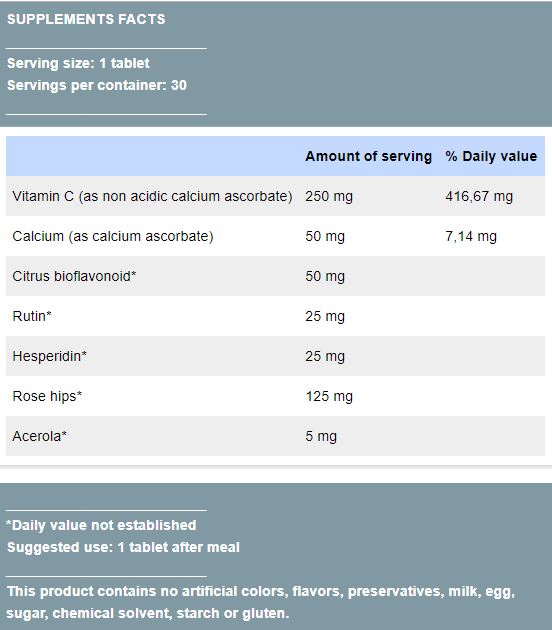 SUPPLEMENTS FACTS
Serving size: 1 tablet
Servings per container: 30
Amount of serving % Daily value
Vitamin C (as non acidic calcium ascorbate) 250 mg 416,67 mg
Calcium (as calcium ascorbate) 50 mg 7,14 mg
Citrus bioflavonoid* 50 mg
Rutin* 25 mg
Hesperidin* 25 mg
Rose hips* 125 mg
Acerola* 5 mg
*Daily value not established
Suggested use: 1 tablet after meal
This product contains no artificial colors, flavors, preservatives, milk, egg,
sugar, chemical solvent, starch or gluten.